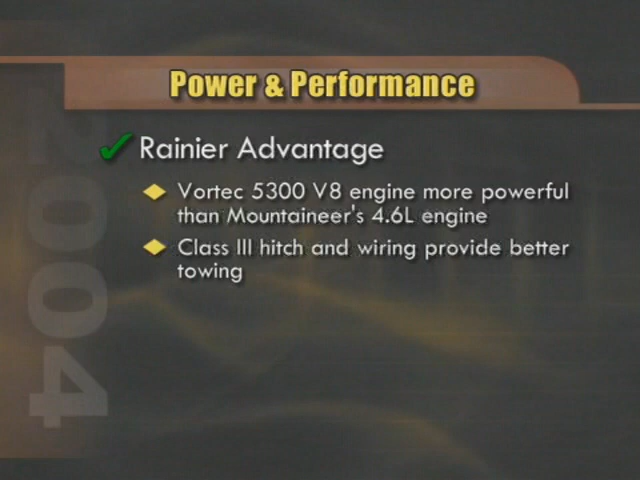 Power & Performance
Rainier Advantage
Vortec 5300 V8 engine more powerful
than Mountaineer's 4.6L engine
Class III hitch and wiring provide better
towing
2004